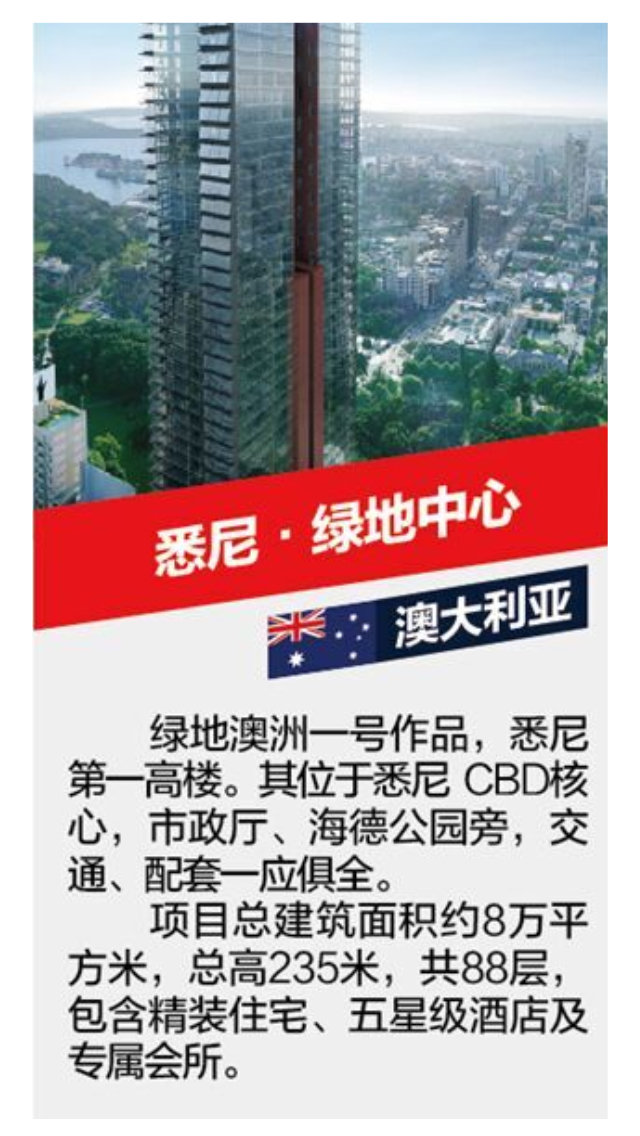 悉尼·绿地中心
澳大利亚
绿地澳洲一号作品，悉尼
第一高楼。其位于悉尼 CBD核
心，市政厅、海德公园旁，交
通、配套一应俱全。
项目总建筑面积约8万平
方米，总高235米，共88层，
包含精装住宅、五星级酒店及
专属会所。